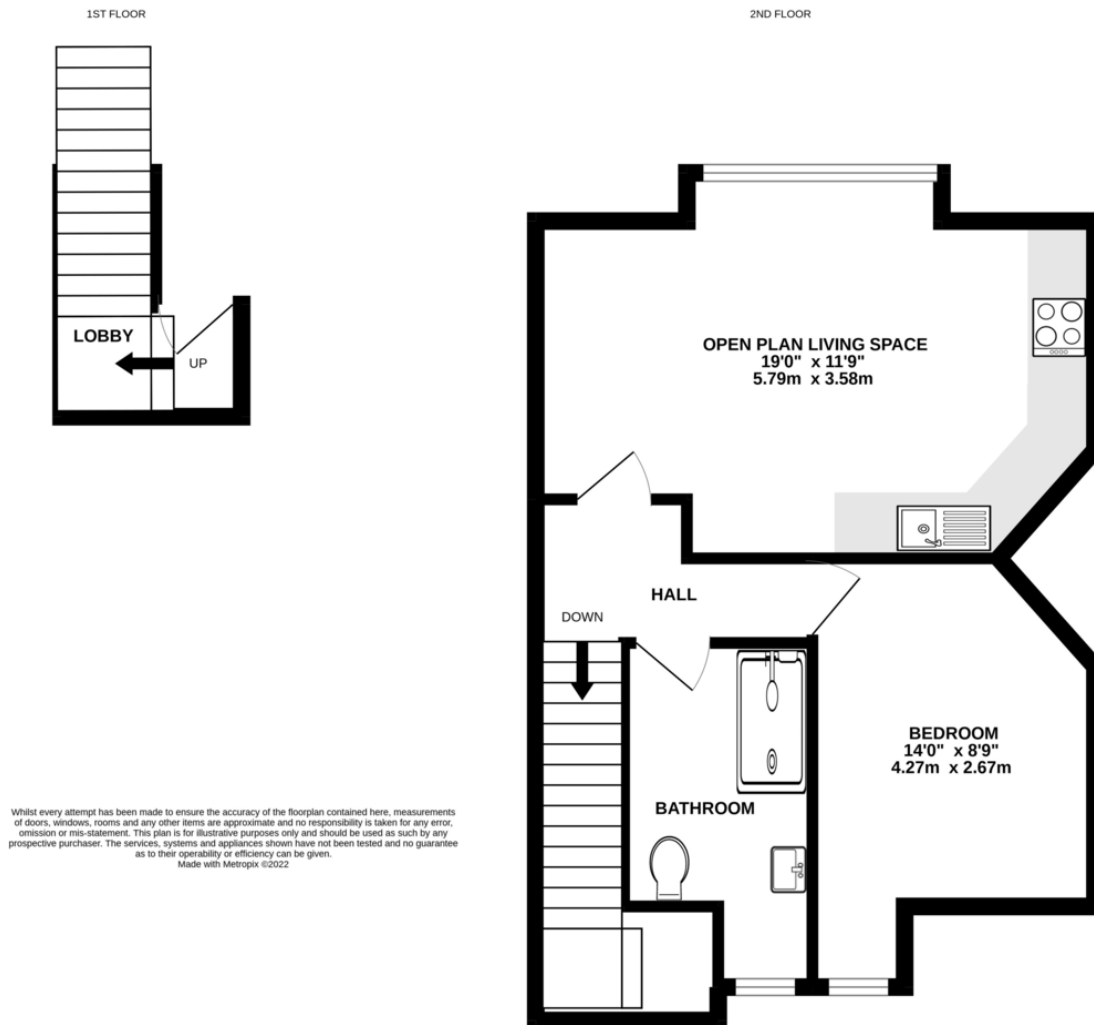 1ST FLOOR
2ND FLOOR
LOBBY
UP
OPEN PLAN LIVING SPACE
19'0" x 11'9"
5.79m x 3.58m
HALL
DOWN
BEDROOM
14'0" x 8'9"
4.27m x 2.67m
BATHROOM
Whilst every attempt has been made to ensure the accuracy of the floorplan contained here, measurements
of doors, windows, rooms and any other items are approximate and no responsibility is taken for any error,
omission or mis-statement. This plan is for illustrative purposes only and should be used as such by any
prospective purchaser. The services, systems and appliances shown have not been tested and no guarantee
as to their operability or efficiency can be given.
Made with Metropix ©2022